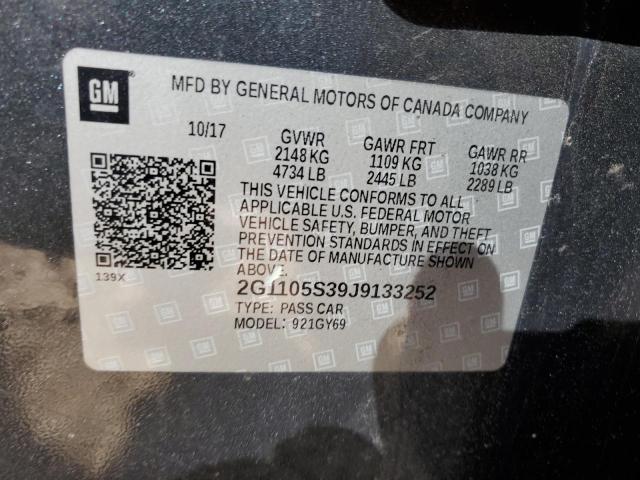 GM
MFD BY GENERAL MOTORS OF CANADA COMPANY
10/17 GVWR GAWR FRT GAWR RR
2148 KG 1109 KG 1038 KG
4734 LB 2445 LB 2289 LB
THIS VEHICLE CONFORMS TO ALL
APPLICABLE U.S. FEDERAL MOTOR
VEHICLE SAFETY, BUMPER, AND THEFT
PREVENTION STANDARDS IN EFFECT ON
THE DATE OF MANUFACTURE SHOWN
ABOVE.
139X
2G1105S39J9133252
TYPE: PASS CAR
MODEL: 921GY69